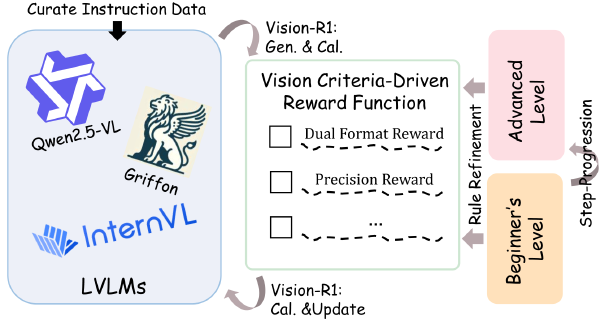 Curate Instruction Data
Qwen2.5-VL
Griffon
InternVL
LVLMs
Vision-R1:
Gen. & Cal.
Vision Criteria-Driven
Reward Function
Dual Format Reward
Precision Reward
...
Vision-R1:
Cal. &Update
Rule Refinement
Advanced
Level
Beginner's
Level
Step-Progression